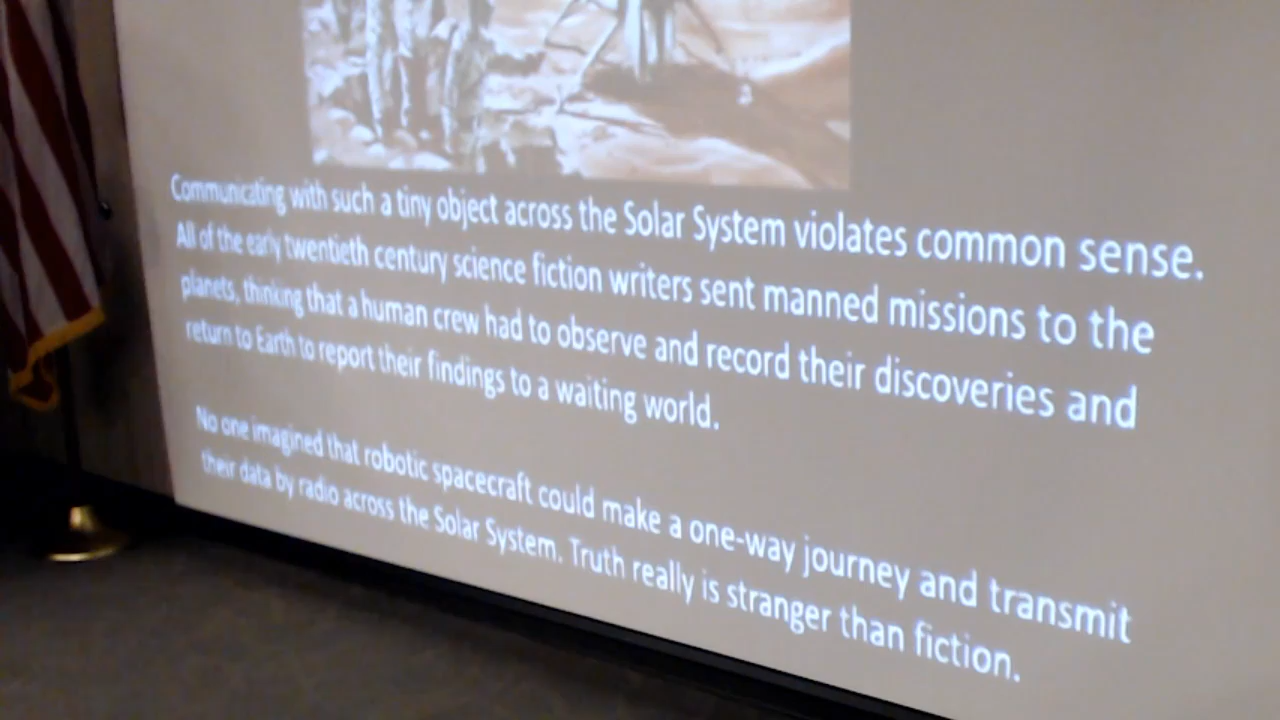 Communicating with such a tiny object across the Solar System violates common sense.
All of the early twentieth century science fiction writers sent manned missions to the
planets, thinking that a human crew had to observe and record their discoveries and
return to Earth to report their findings to a waiting world.
No one imagined that robotic spacecraft could make a one-way journey and transmit
their data by radio across the Solar System. Truth really is stranger than fiction.